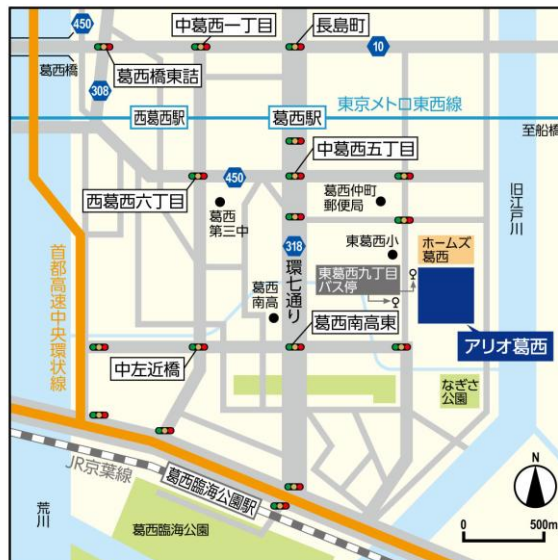 450
中葛西一丁目
長島町
10
葛西橋
葛西橋東詰
308
東京メトロ東西線
西葛西駅
葛西駅
至船橋
中葛西五丁目
450
西葛西六丁目
葛西
第三中
葛西仲町
郵便局
旧江戸川
318
環七通り
東葛西小
ホームズ
葛西
首都高速中央環状線
東葛西九丁目
バス停
葛西
南高
葛西南高東
アリオ葛西
中左近橋
なぎさ
公園
JR京葉線
葛西臨海公園駅
荒川
葛西臨海公園
N
0
500m